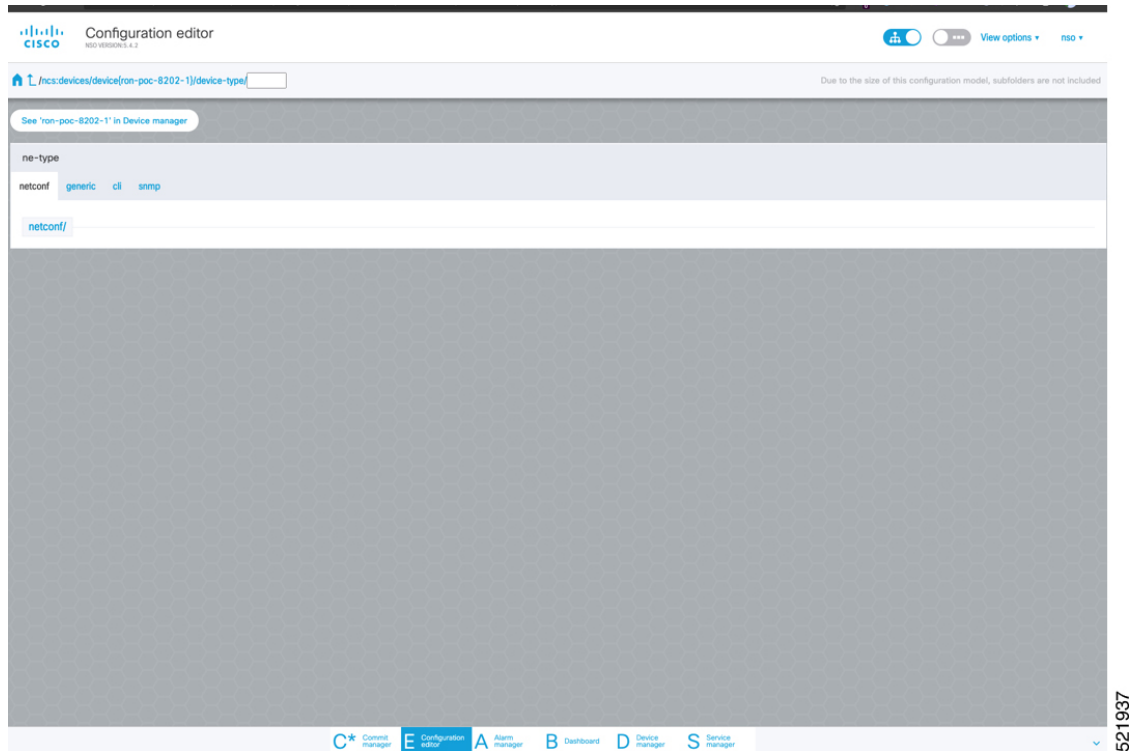 CISCO
Configuration editor
NSO VERSION:5.4.2
View options ▾ nso ▾
/ncs:devices/device{ron-poc-8202-1}/device-type/
Due to the size of this configuration model, subfolders are not included
See 'ron-poc-8202-1' in Device manager
ne-type
netconf generic cli snmp
netconf/
C* Commit manager E Configuration editor A Alarm manager B Dashboard D Device manager S Service manager
521937